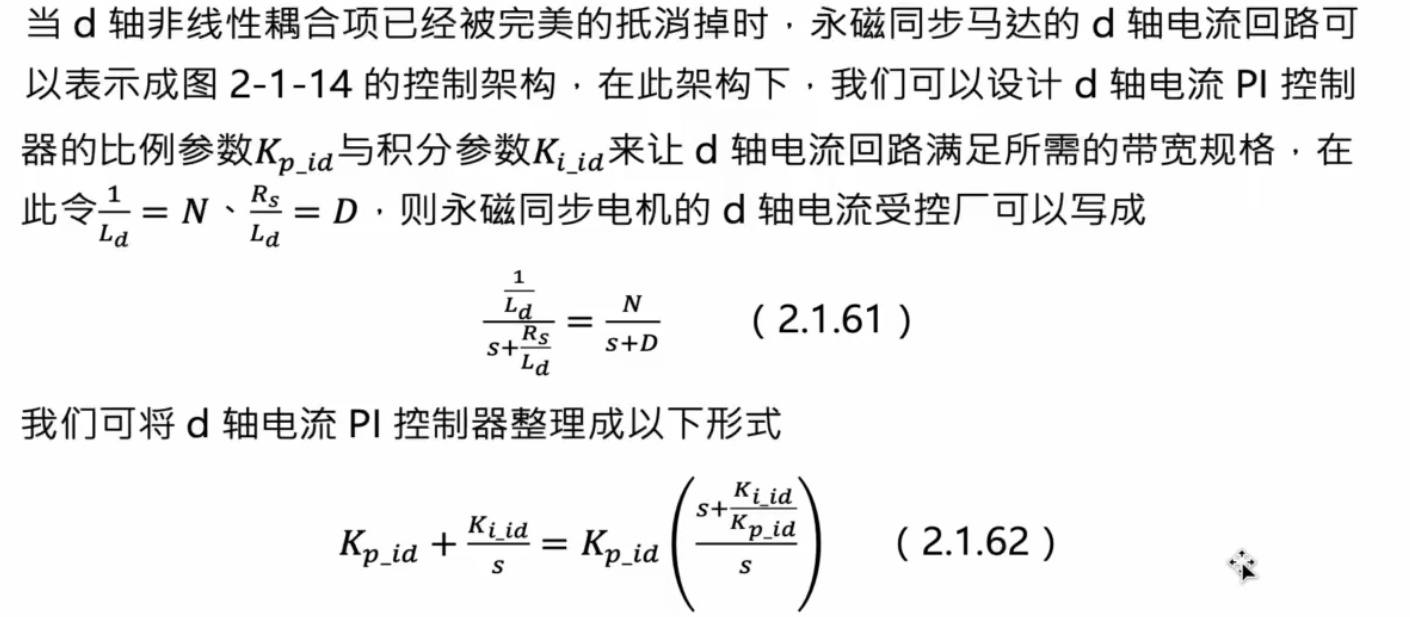 当 d 轴非线性耦合项已经被完美的抵消掉时，永磁同步马达的 d 轴电流回路可
以表示成图 2-1-14 的控制架构，在此架构下，我们可以设计 d 轴电流 PI 控制
器的比例参数$K_{p\_id}$与积分参数$K_{i\_id}$来让 d 轴电流回路满足所需的带宽规格，在
此令$\frac{1}{L_d} = N$、$\frac{R_s}{L_d} = D$，则永磁同步电机的 d 轴电流受控厂可以写成
$\frac{\frac{1}{L_d}}{s+\frac{R_s}{L_d}} = \frac{N}{s+D}$ （2.1.61）
我们可将 d 轴电流 PI 控制器整理成以下形式
$K_{p\_id} + \frac{K_{i\_id}}{s} = K_{p\_id}\left(\frac{s+\frac{K_{i\_id}}{K_{p\_id}}}{s}\right)$ （2.1.62）